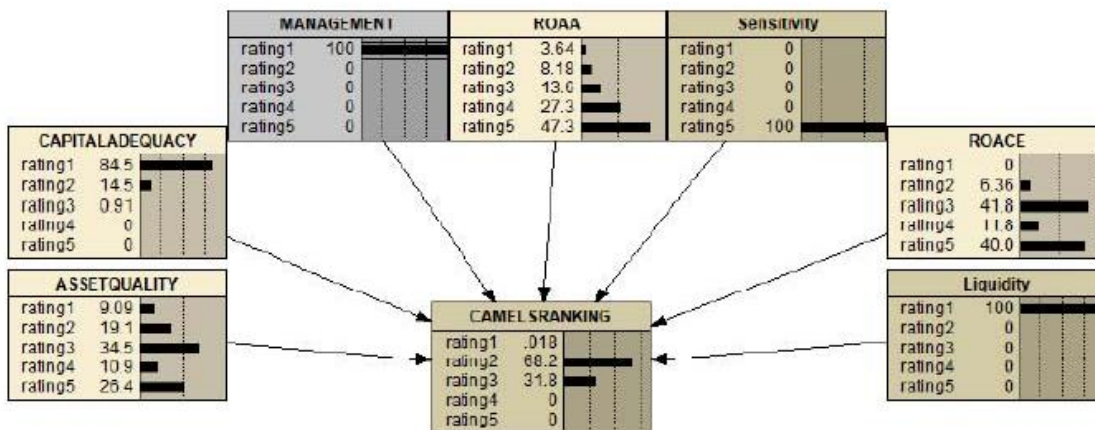 MANAGEMENT
rating1 100
rating2 0
rating3 0
rating4 0
rating5 0
ROAA
rating1 3.64
rating2 8.18
rating3 13.6
rating4 27.3
rating5 47.3
Sensitivity
rating1 0
rating2 0
rating3 0
rating4 0
rating5 100
CAPITALADEQUACY
rating1 84.5
rating2 14.5
rating3 0.91
rating4 0
rating5 0
ROACE
rating1 0
rating2 6.36
rating3 41.8
rating4 11.8
rating5 40.0
ASSETQUALITY
rating1 9.09
rating2 19.1
rating3 34.5
rating4 10.9
rating5 26.4
CAMELSRANKING
rating1 .018
rating2 68.2
rating3 31.8
rating4 0
rating5 0
Liquidity
rating1 100
rating2 0
rating3 0
rating4 0
rating5 0